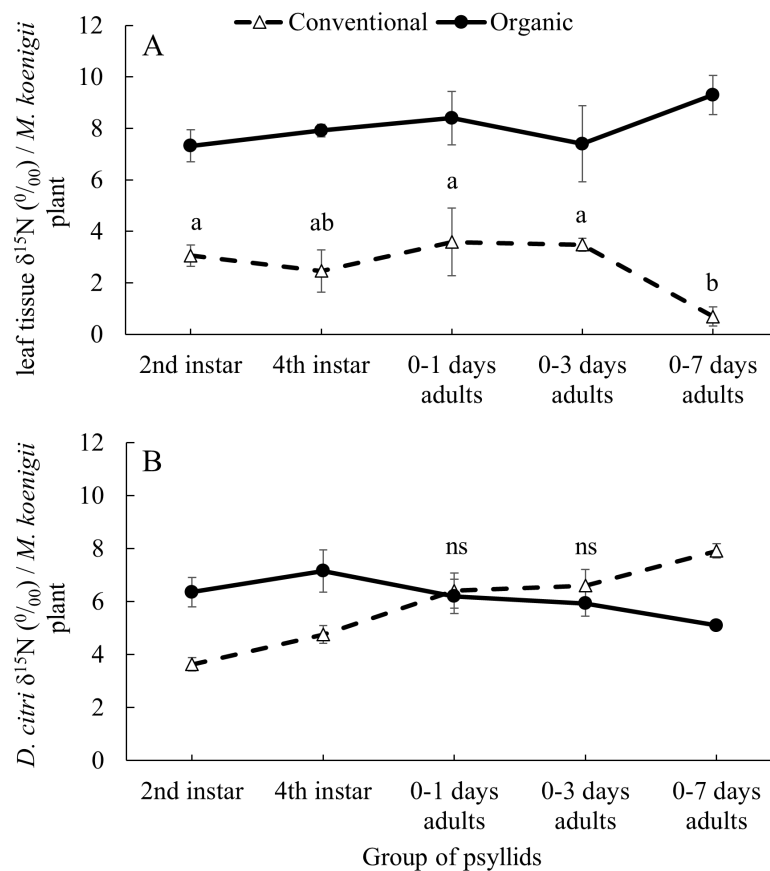 Conventional Organic
A
12
10
8
6
4
2
0
a ab a a b
leaf tissue δ¹⁵N (⁰/₀₀) / M. koenigii
plant
2nd instar 4th instar 0-1 days 0-3 days 0-7 days
adults adults adults
B
12
10
8
6
4
2
0
ns ns
D. citri δ¹⁵N (⁰/₀₀) / M. koenigii
plant
2nd instar 4th instar 0-1 days 0-3 days 0-7 days
adults adults adults
Group of psyllids